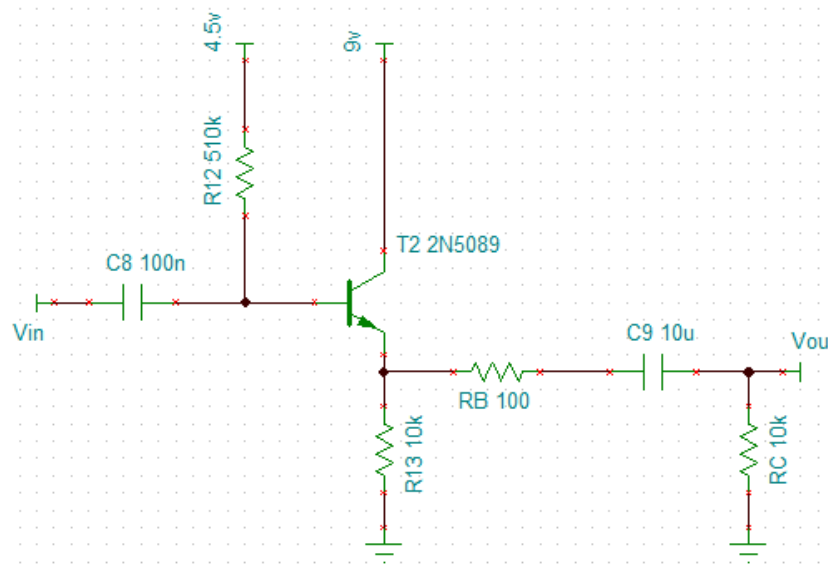 4.5v
9v
R12 510k
T2 2N5089
C8 100n
Vin
C9 10u
Vou
RB 100
R13 10k
RC 10k